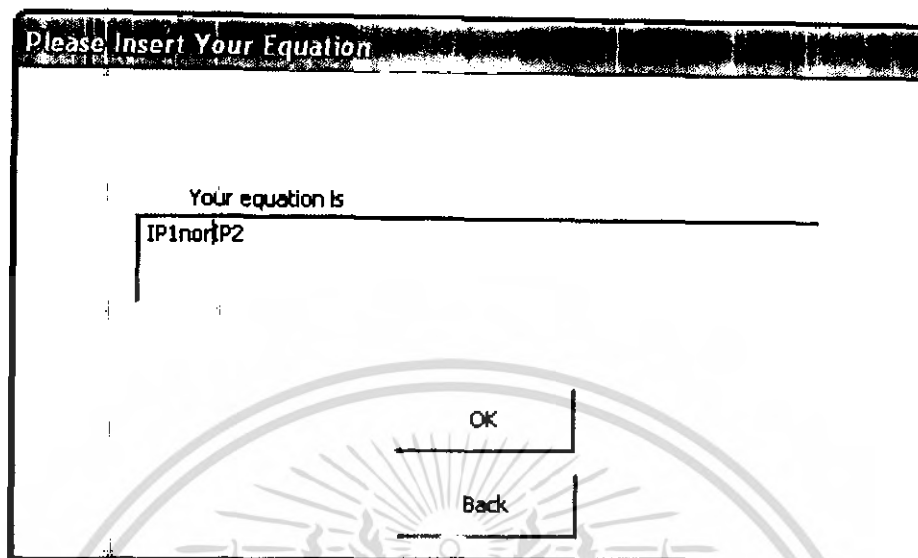 Please Insert Your Equation
Your equation is
IP1norIP2
OK
Back